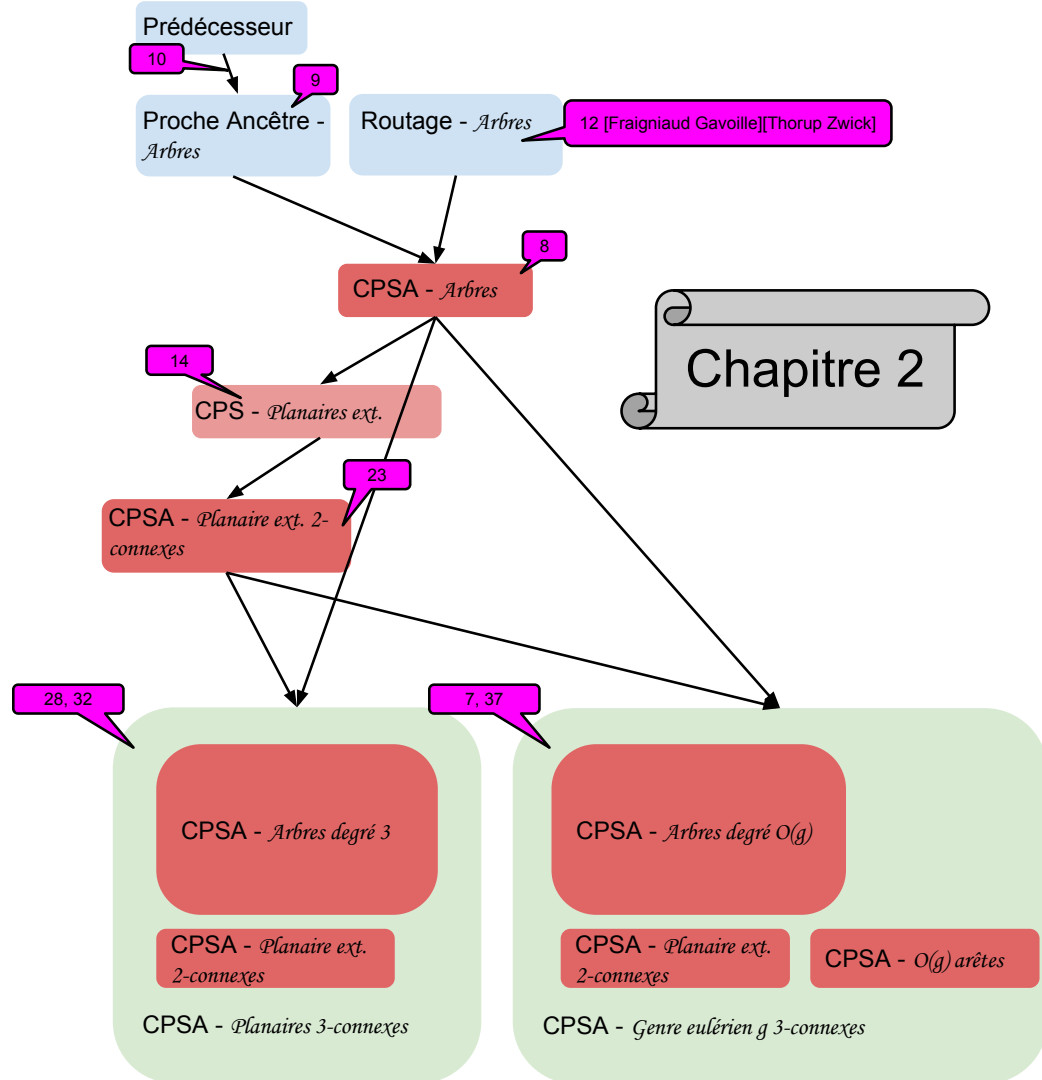 Prédécesseur
10
9
Proche Ancêtre -
Arbres
Routage - Arbres
12 [Fraigniaud Gavoille][Thorup Zwick]
8
CPSA - Arbres
Chapitre 2
14
CPS - Planaires ext.
23
CPSA - Planaire ext. 2-
connexes
28, 32
7, 37
CPSA - Arbres degré 3
CPSA - Arbres degré O(g)
CPSA - Planaire ext.
2-connexes
CPSA - Planaire ext.
2-connexes
CPSA - O(g) arêtes
CPSA - Planaires 3-connexes
CPSA - Genre eulérien g 3-connexes